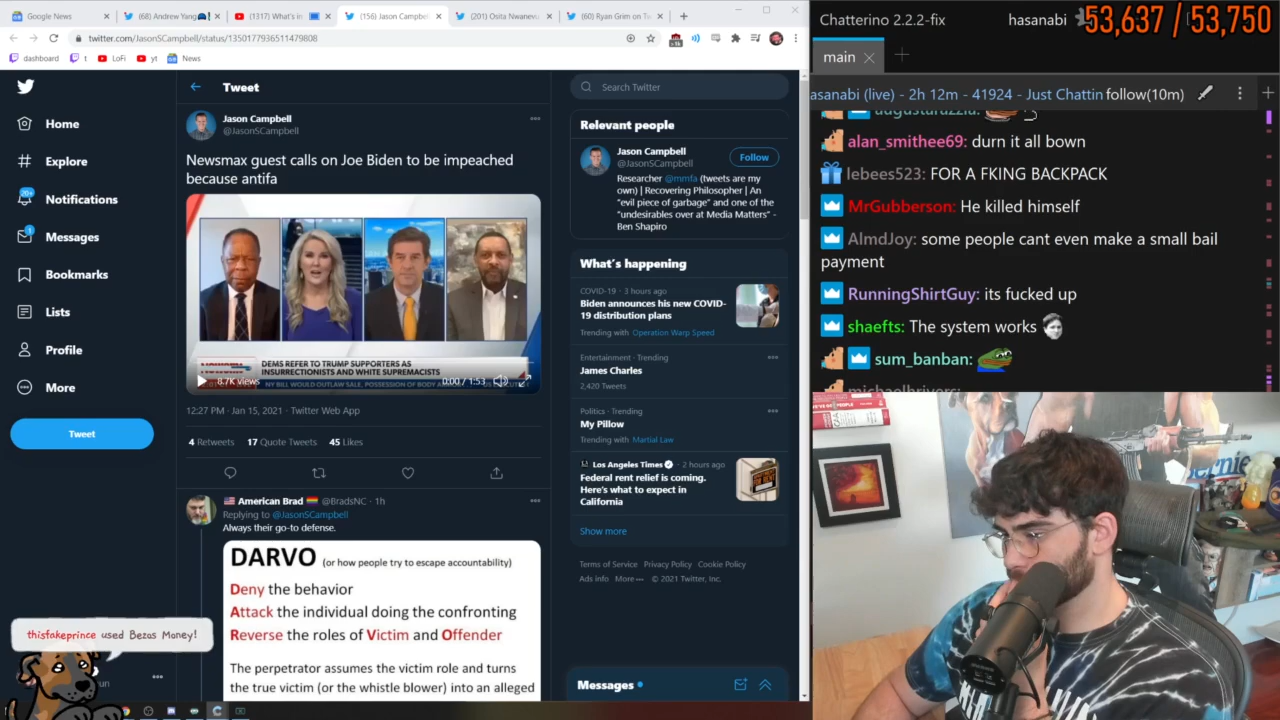 Google News
(68) Andrew Yang
(1317) What's in
(156) Jason Campbel
(201) Osita Nwanevu
(60) Ryan Grim on Tw
twitter.com/JasonSCampbell/status/1350177936511479808
dashboard
t
LoFi
yt
News
Home
Explore
20+
Notifications
1
Messages
Bookmarks
Lists
Profile
More
Tweet
Tweet
Jason Campbell
@JasonSCampbell
Newsmax guest calls on Joe Biden to be impeached
because antifa
DEMS REFER TO TRUMP SUPPORTERS AS
INSURRECTIONISTS AND WHITE SUPREMACISTS
8.7K views
0:00 / 1:53
NY BILL WOULD OUTLAW SALE, POSSESSION OF BODY
12:27 PM · Jan 15, 2021 · Twitter Web App
4 Retweets 17 Quote Tweets 45 Likes
American Brad @BradsNC · 1h
Replying to @JasonSCampbell
Always their go-to defense.
DARVO (or how people try to escape accountability)
Deny the behavior
Attack the individual doing the confronting
Reverse the roles of Victim and Offender
The perpetrator assumes the victim role and turns
the true victim (or the whistle blower) into an alleged
thisfakeprince used Bezos Money!
Search Twitter
Relevant people
Jason Campbell
@JasonSCampbell
Follow
Researcher @mmfa (tweets are my
own) | Recovering Philosopher | An
"evil piece of garbage" and one of the
"undesirables over at Media Matters" -
Ben Shapiro
What's happening
COVID-19 · 3 hours ago
Biden announces his new COVID-
19 distribution plans
Trending with Operation Warp Speed
Entertainment · Trending
James Charles
2,420 Tweets
Politics · Trending
My Pillow
Trending with Martial Law
Los Angeles Times · 2 hours ago
Federal rent relief is coming.
Here's what to expect in
California
Show more
Terms of Service Privacy Policy Cookie Policy
Ads info More © 2021 Twitter, Inc.
Messages
Chatterino 2.2.2-fix
hasanabi
53,637 / 53,750
main
asanabi (live) - 2h 12m - 41924 - Just Chattin follow(10m)
alan_smithee69: durn it all bown
lebees523: FOR A FKING BACKPACK
MrGubberson: He killed himself
AlmdJoy: some people cant even make a small bail
payment
RunningShirtGuy: its fucked up
shaefts: The system works
sum_banban:
ernie